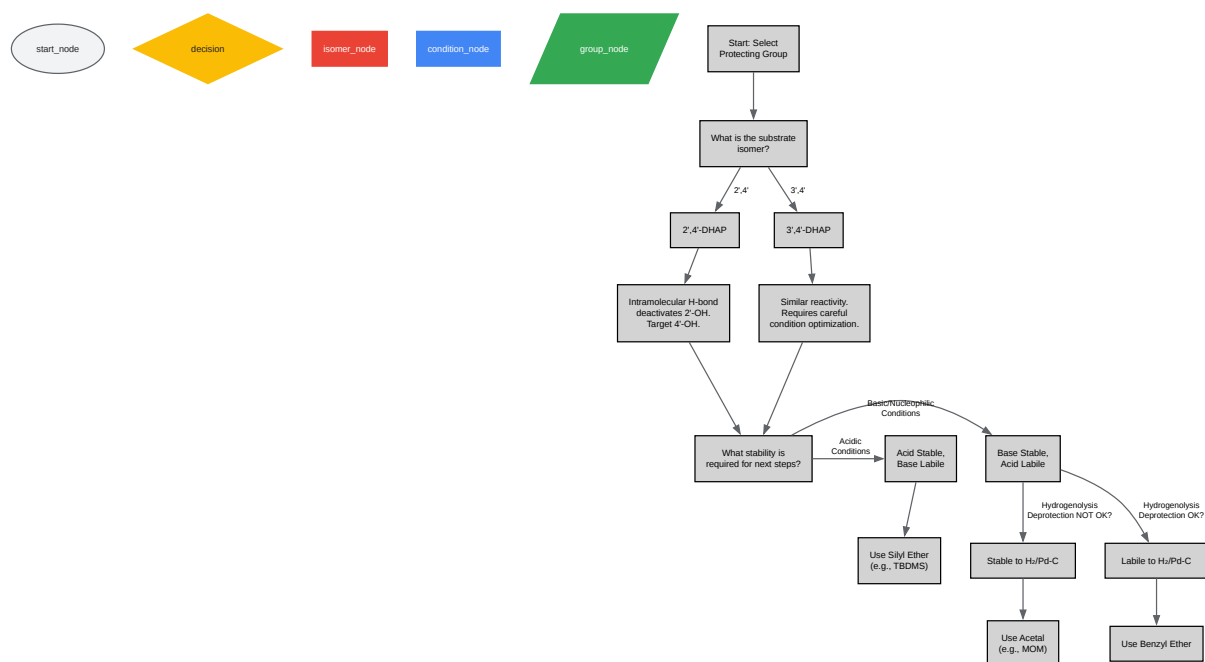 start_node
decision
isomer_node
condition_node
group_node
Start: Select
Protecting Group
What is the substrate
isomer?
2',4'
3',4'
2',4'-DHAP
3',4'-DHAP
Intramolecular H-bond
deactivates 2'-OH.
Target 4'-OH.
Similar reactivity.
Requires careful
condition optimization.
Basic/Nucleophilic
Conditions
What stability is
required for next steps?
Acidic
Conditions
Acid Stable,
Base Labile
Base Stable,
Acid Labile
Hydrogenolysis
Deprotection NOT OK?
Hydrogenolysis
Deprotection OK?
Use Silyl Ether
(e.g., TBDMS)
Stable to H₂/Pd-C
Labile to H₂/Pd-C
Use Acetal
(e.g., MOM)
Use Benzyl Ether